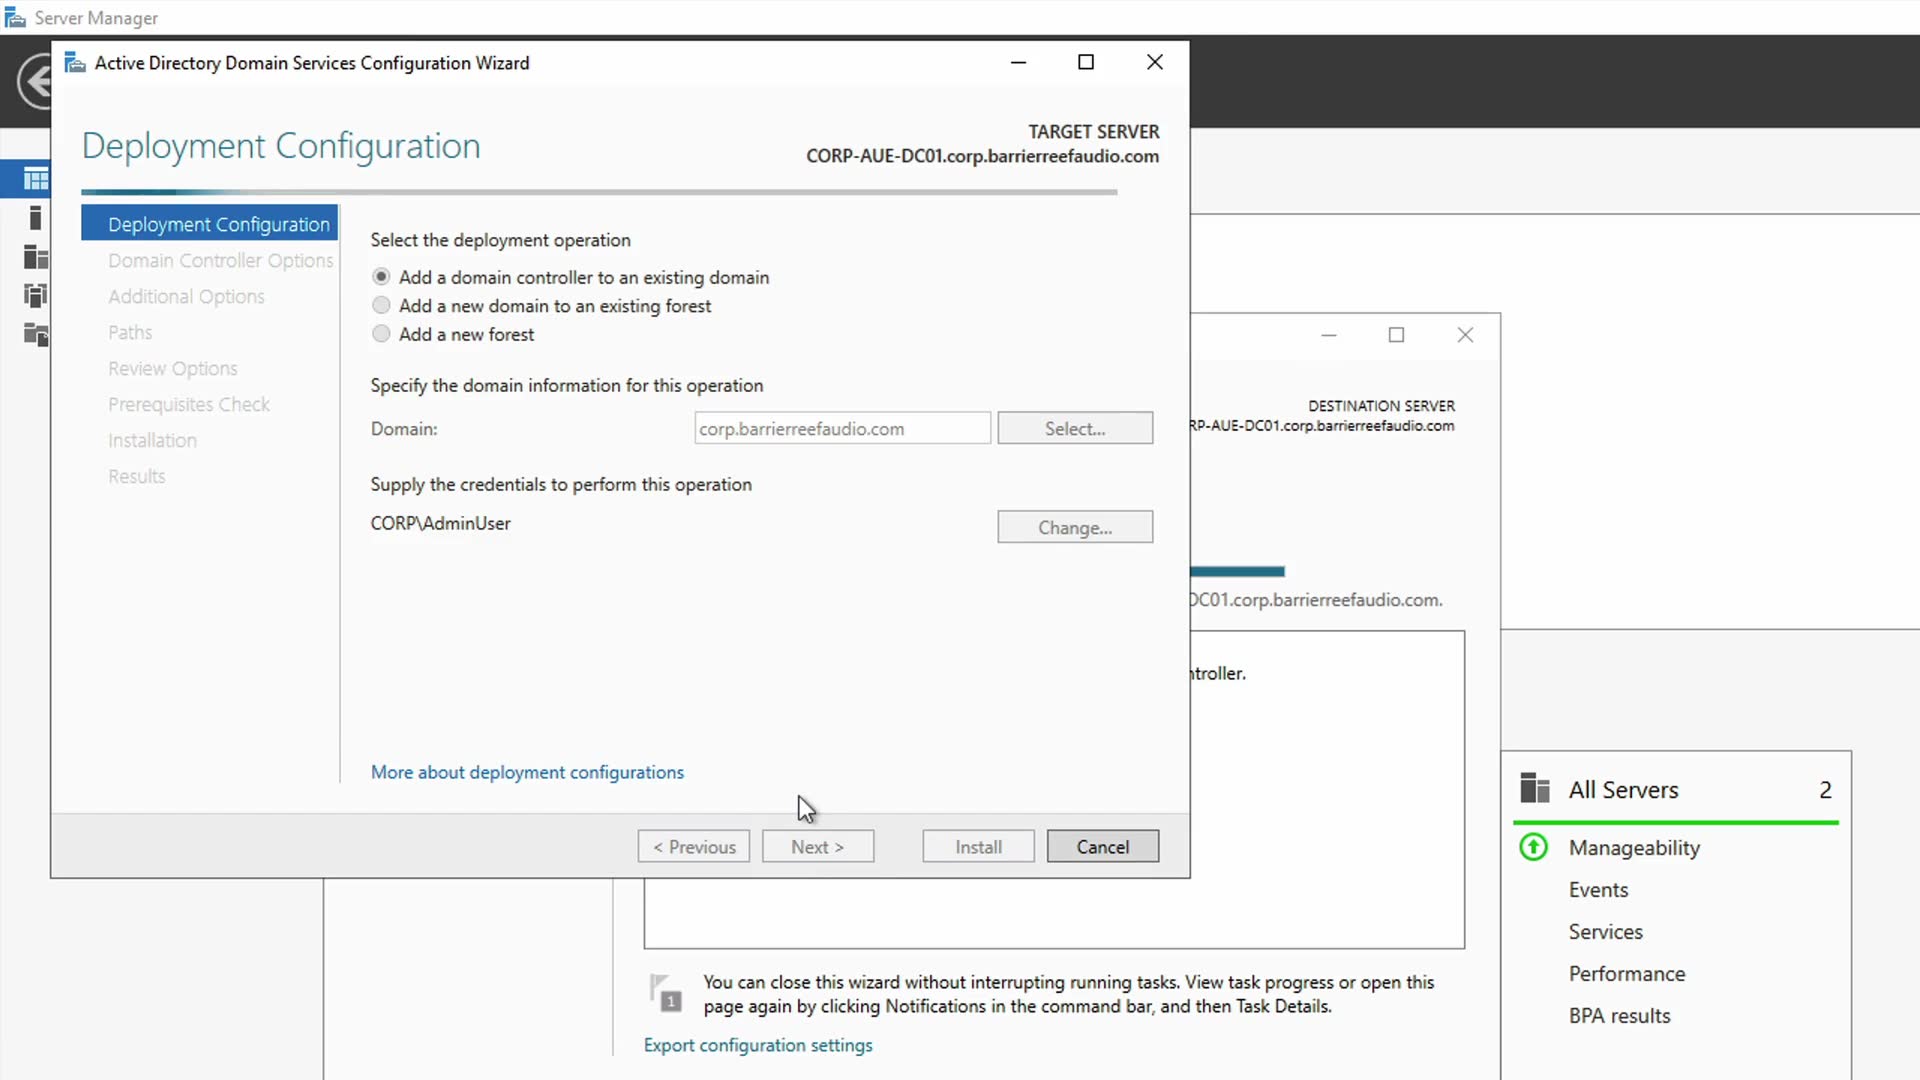 Server Manager
Active Directory Domain Services Configuration Wizard
Deployment Configuration
TARGET SERVER
CORP-AUE-DC01.corp.barrierreefaudio.com
Deployment Configuration
Domain Controller Options
Additional Options
Paths
Review Options
Prerequisites Check
Installation
Results
Select the deployment operation
Add a domain controller to an existing domain
Add a new domain to an existing forest
Add a new forest
Specify the domain information for this operation
Domain:
corp.barrierreefaudio.com
Select...
Supply the credentials to perform this operation
CORP\AdminUser
Change...
More about deployment configurations
< Previous
Next >
Install
Cancel
DESTINATION SERVER
RP-AUE-DC01.corp.barrierreefaudio.com
DC01.corp.barrierreefaudio.com.
ntroller.
1
You can close this wizard without interrupting running tasks. View task progress or open this
page again by clicking Notifications in the command bar, and then Task Details.
Export configuration settings
All Servers 2
Manageability
Events
Services
Performance
BPA results